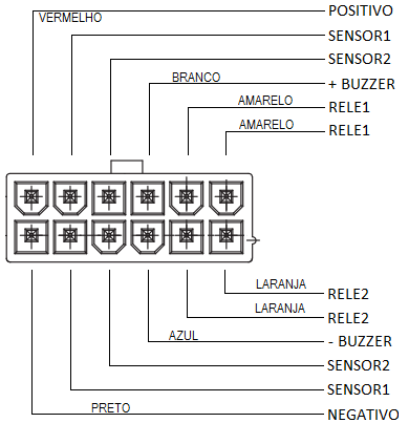 POSITIVO
VERMELHO
SENSOR1
SENSOR2
BRANCO
+ BUZZER
AMARELO
RELE1
AMARELO
RELE1
LARANJA
RELE2
LARANJA
RELE2
AZUL
- BUZZER
SENSOR2
SENSOR1
PRETO
NEGATIVO